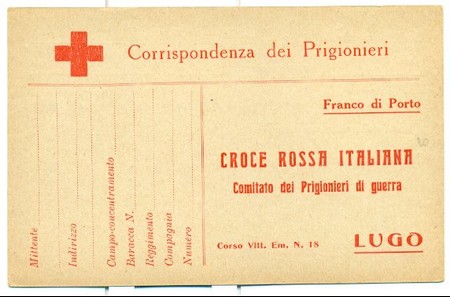 Corrispondenza dei Prigionieri
Franco di Porto
CROCE ROSSA ITALIANA
Comitato dei Prigionieri di guerra
Corso Vitt. Em. N. 18
LUGO
Mittente
Indirizzo
Campo-concentramento
Baracca N.
Reggimento
Compagnia
Numero